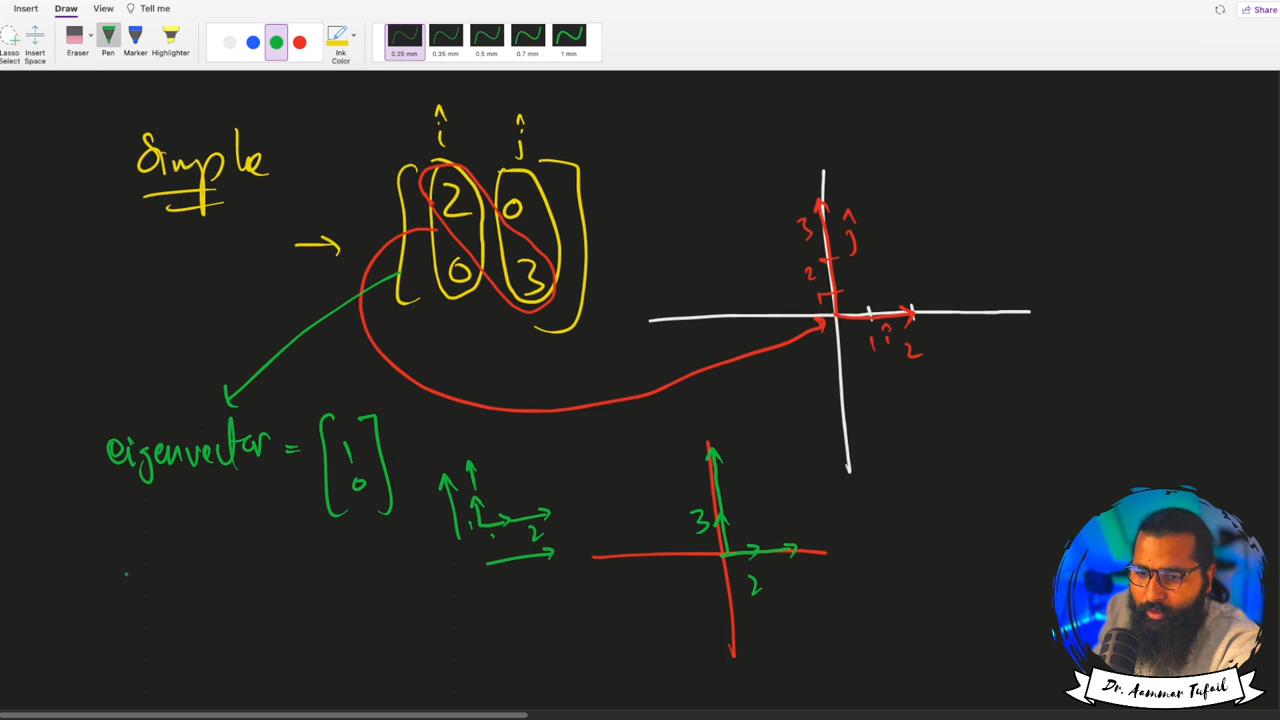 Insert Draw View Tell me Share
Lasso Select Insert Space Eraser Pen Marker Highlighter Ink Color 0.25 mm 0.35 mm 0.5 mm 0.7 mm 1 mm
Simple
î ĵ
2 0
0 3
3 ĵ
2
1
1 î 2
eigenvector = [1
0]
1 1 2
3
2
Dr. Aammar Tufail